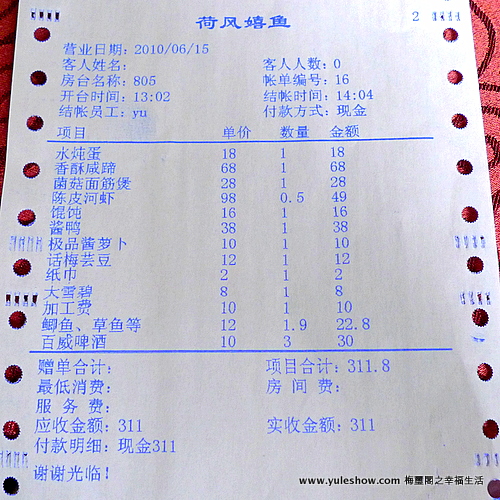 荷风嬉鱼
2
营业日期: 2010/06/15
客人姓名: 客人人数: 0
房台名称: 805 帐单编号: 16
开台时间: 13:02 结帐时间: 14:04
结帐员工: yu 付款方式: 现金
项目 单价 数量 金额
水炖蛋 18 1 18
香酥咸蹄 68 1 68
菌菇面筋煲 28 1 28
陈皮河虾 98 0.5 49
馄饨 16 1 16
酱鸭 38 1 38
极品酱萝卜 10 1 10
话梅芸豆 12 1 12
纸巾 2 1 2
大雪碧 8 1 8
加工费 10 1 10
鲫鱼、草鱼等 12 1.9 22.8
百威啤酒 10 3 30
赠单合计: 项目合计: 311.8
最低消费: 房间费:
服务费:
应收金额: 311 实收金额: 311
付款明细: 现金311
谢谢光临!
www.yuleshow.com 梅璽閣之幸福生活